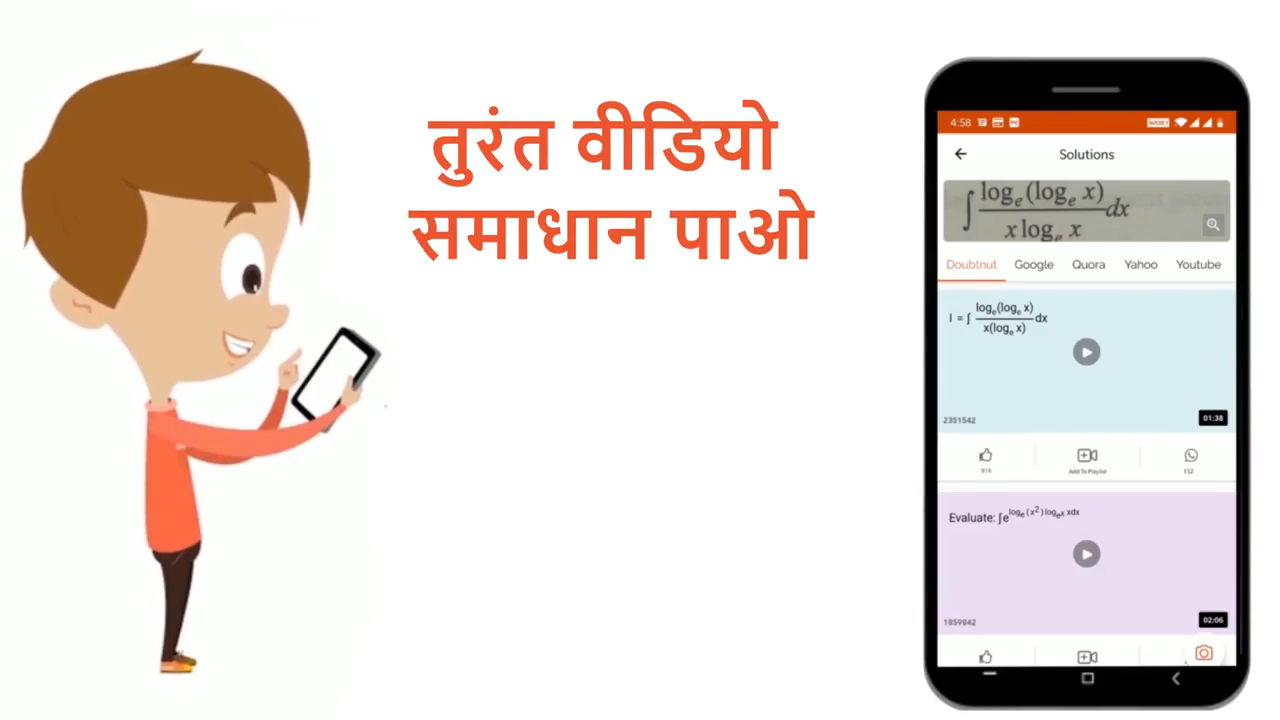 तुरंत वीडियो
समाधान पाओ
4:58
Solutions
∫ logₑ(logₑ x) / x logₑ x dx
Doubtnut Google Quora Yahoo Youtube
I = ∫ logₑ(logₑ x) / x(logₑ x) dx
2351542
01:38
914
Add To Playlist
152
Evaluate: ∫e^logₑ(x²) logₑx xdx
1859842
02:06